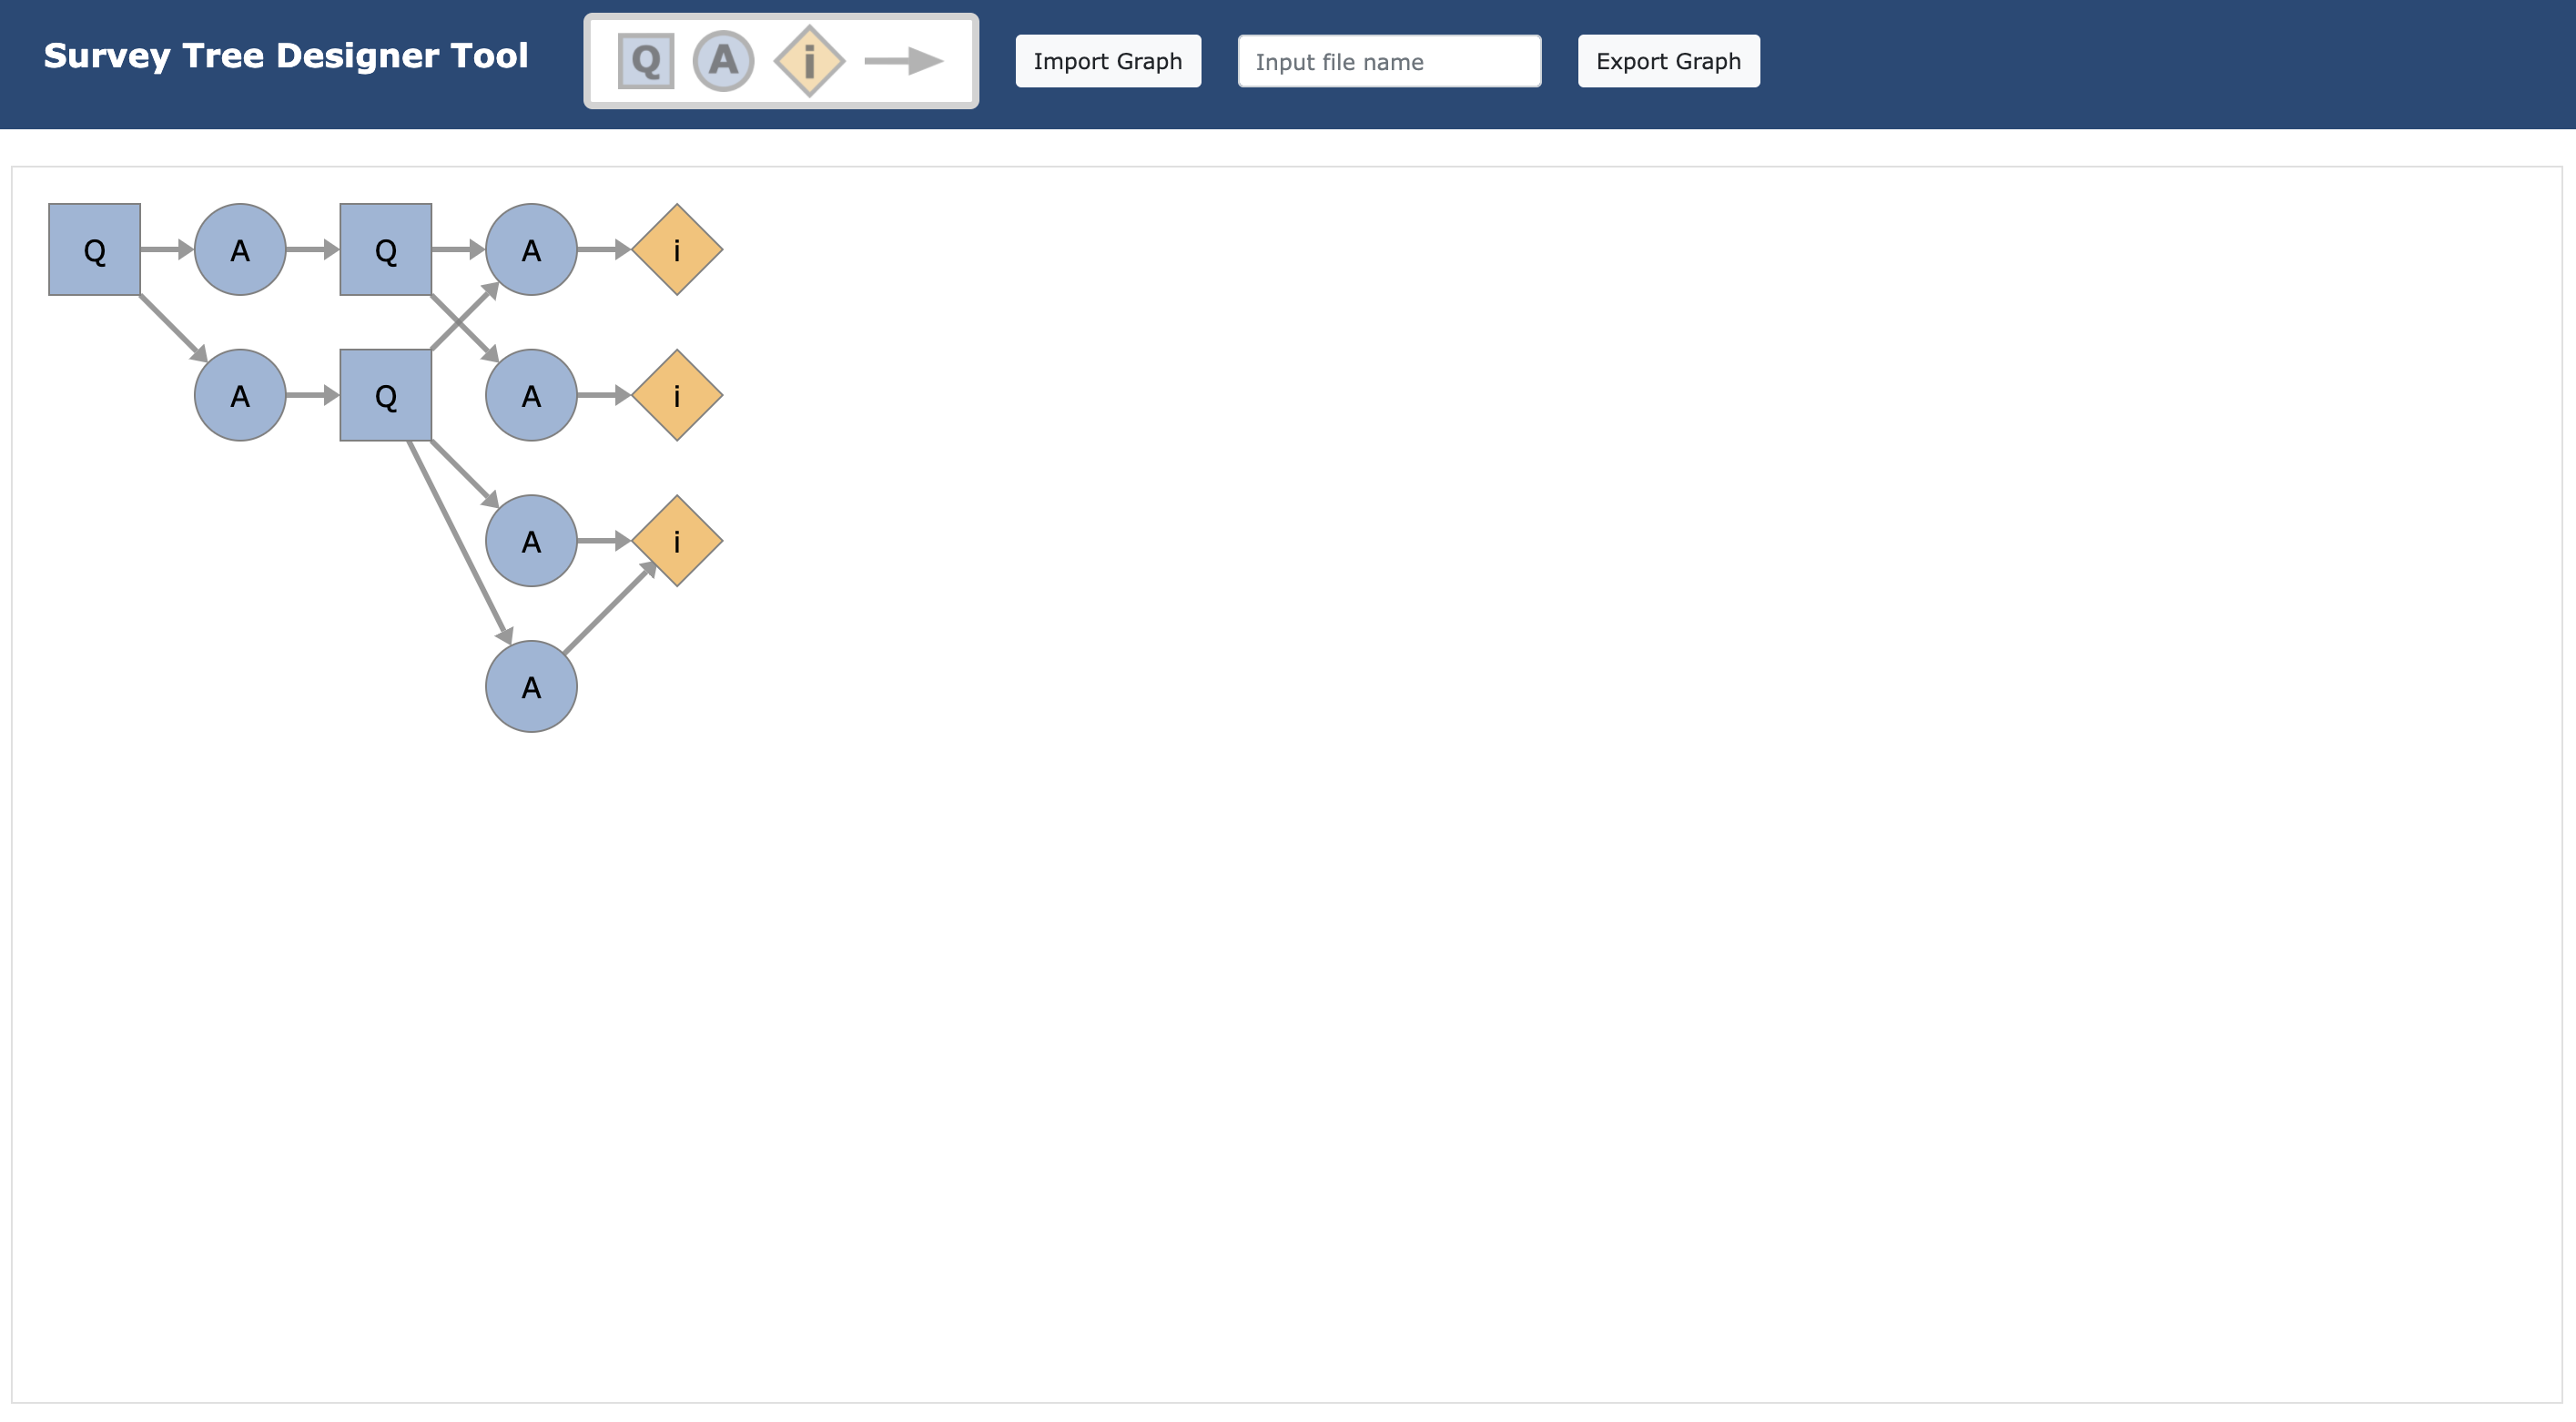 Survey Tree Designer Tool
Q A i
Import Graph
Input file name
Export Graph
Q A Q A i
A Q A i
A i
A